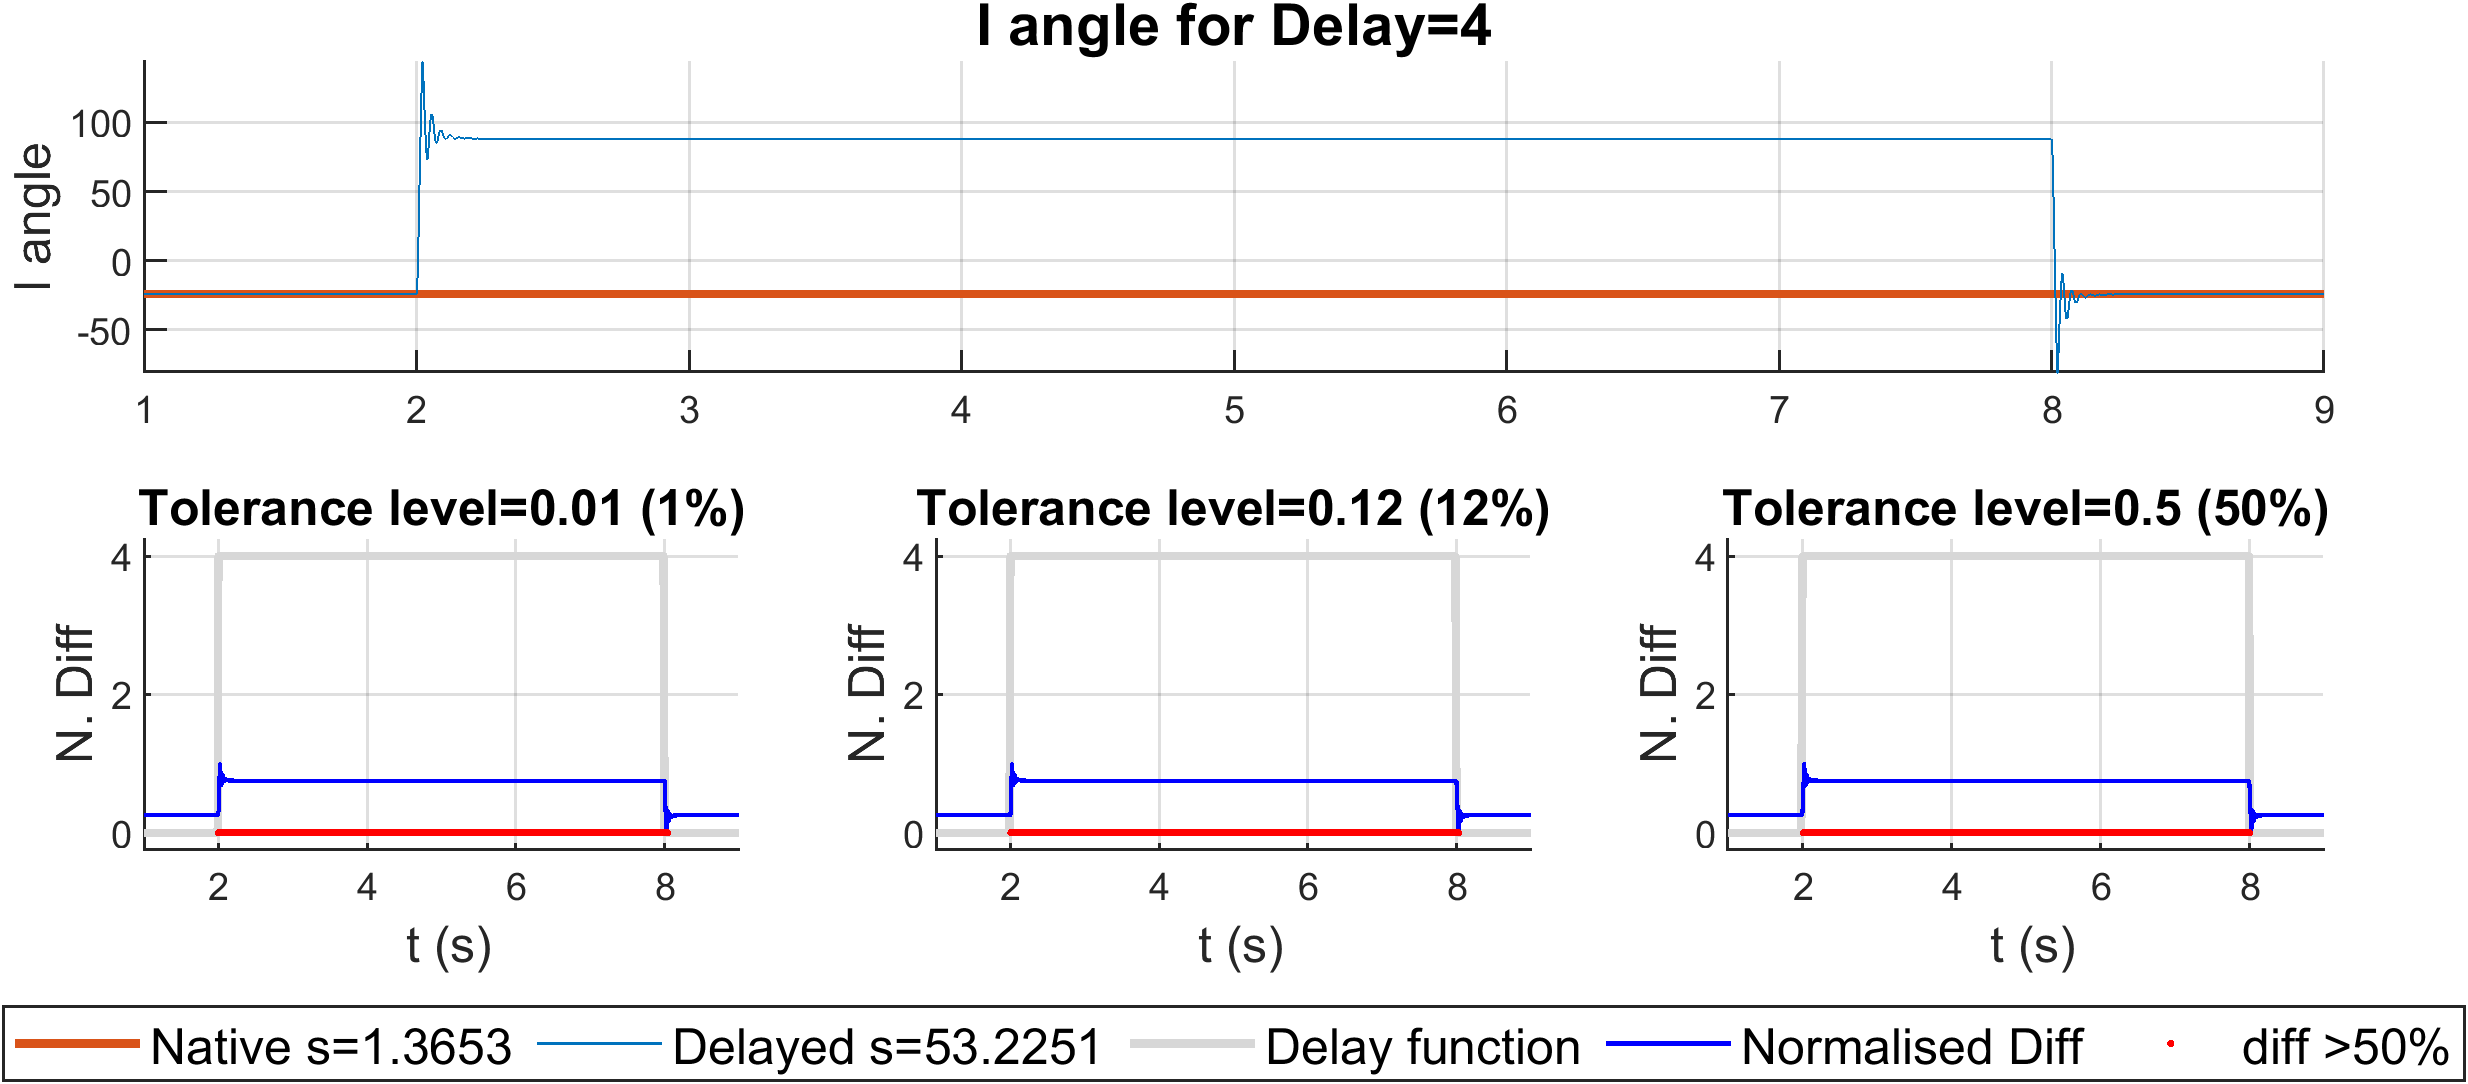 I angle for Delay=4
I angle
100
50
0
-50
1 2 3 4 5 6 7 8 9
Tolerance level=0.01 (1%)
N. Diff
4
2
0
2 4 6 8
t (s)
Tolerance level=0.12 (12%)
N. Diff
4
2
0
2 4 6 8
t (s)
Tolerance level=0.5 (50%)
N. Diff
4
2
0
2 4 6 8
t (s)
Native s=1.3653 Delayed s=53.2251 Delay function Normalised Diff diff >50%